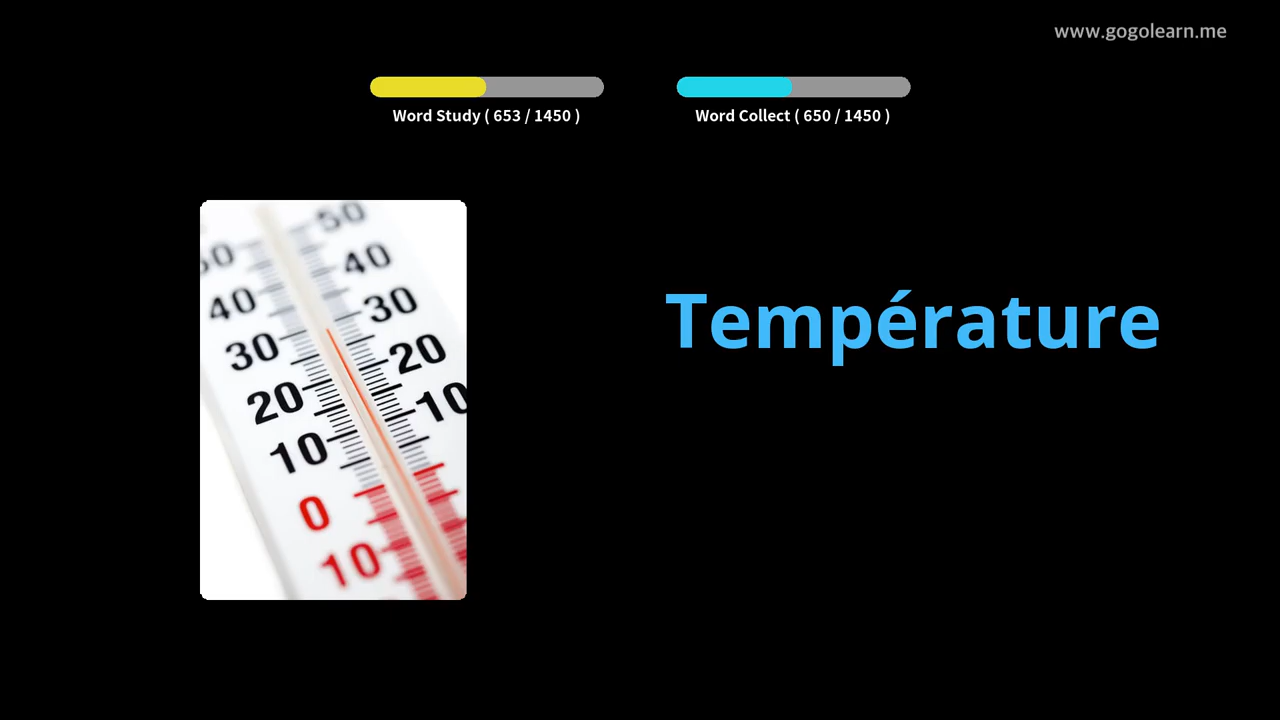 www.gogolearn.me
Word Study ( 653 / 1450 )
Word Collect ( 650 / 1450 )
50
40
40
30
30
20
20
10
10
0
10
Température